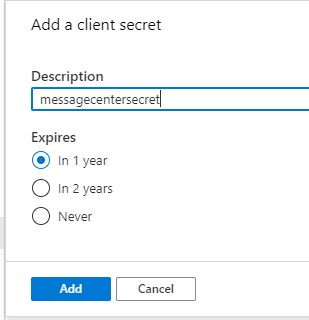 Add a client secret
Description
messagecentersecret
Expires
In 1 year
In 2 years
Never
Add
Cancel